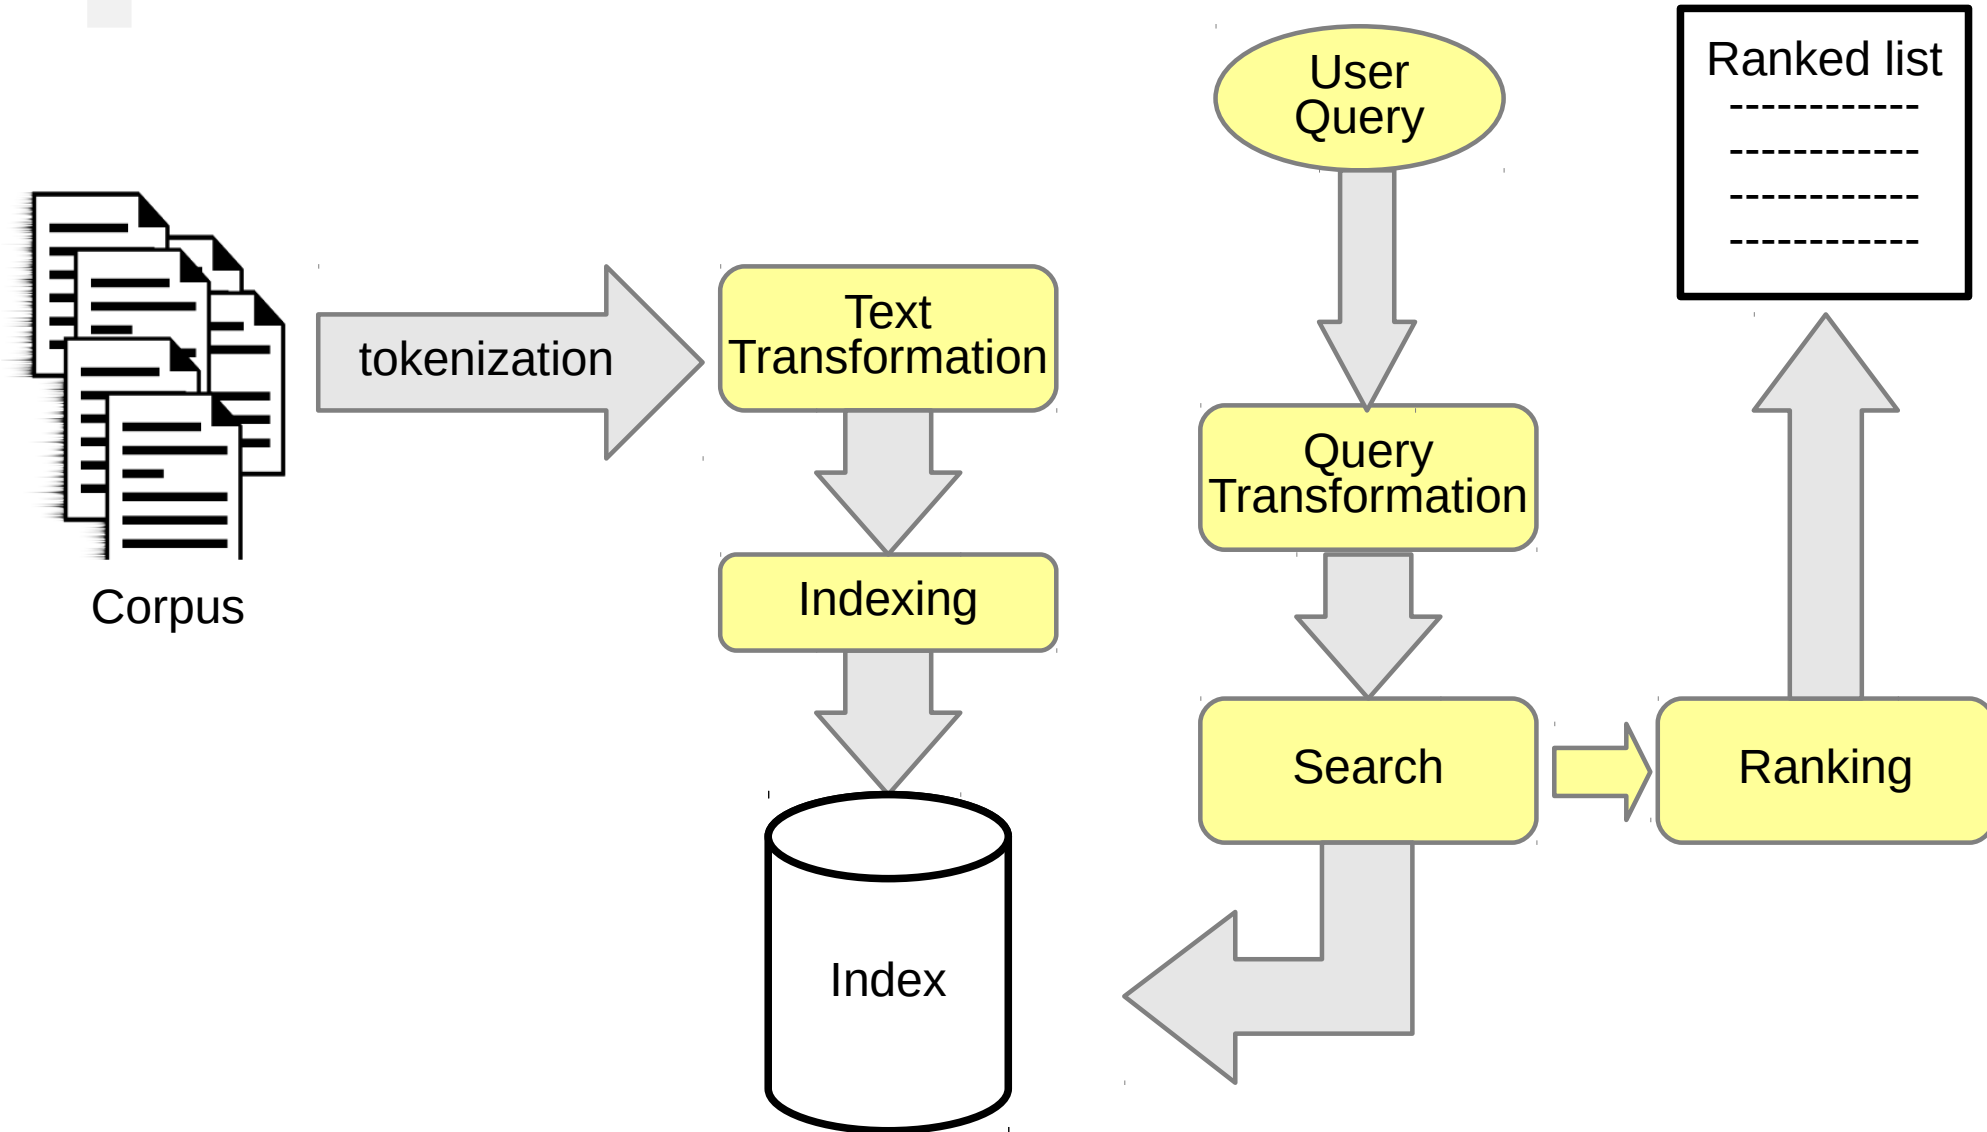 User
Query
Ranked list
------------
------------
------------
------------
tokenization
Text
Transformation
Query
Transformation
Indexing
Corpus
Search
Ranking
Index